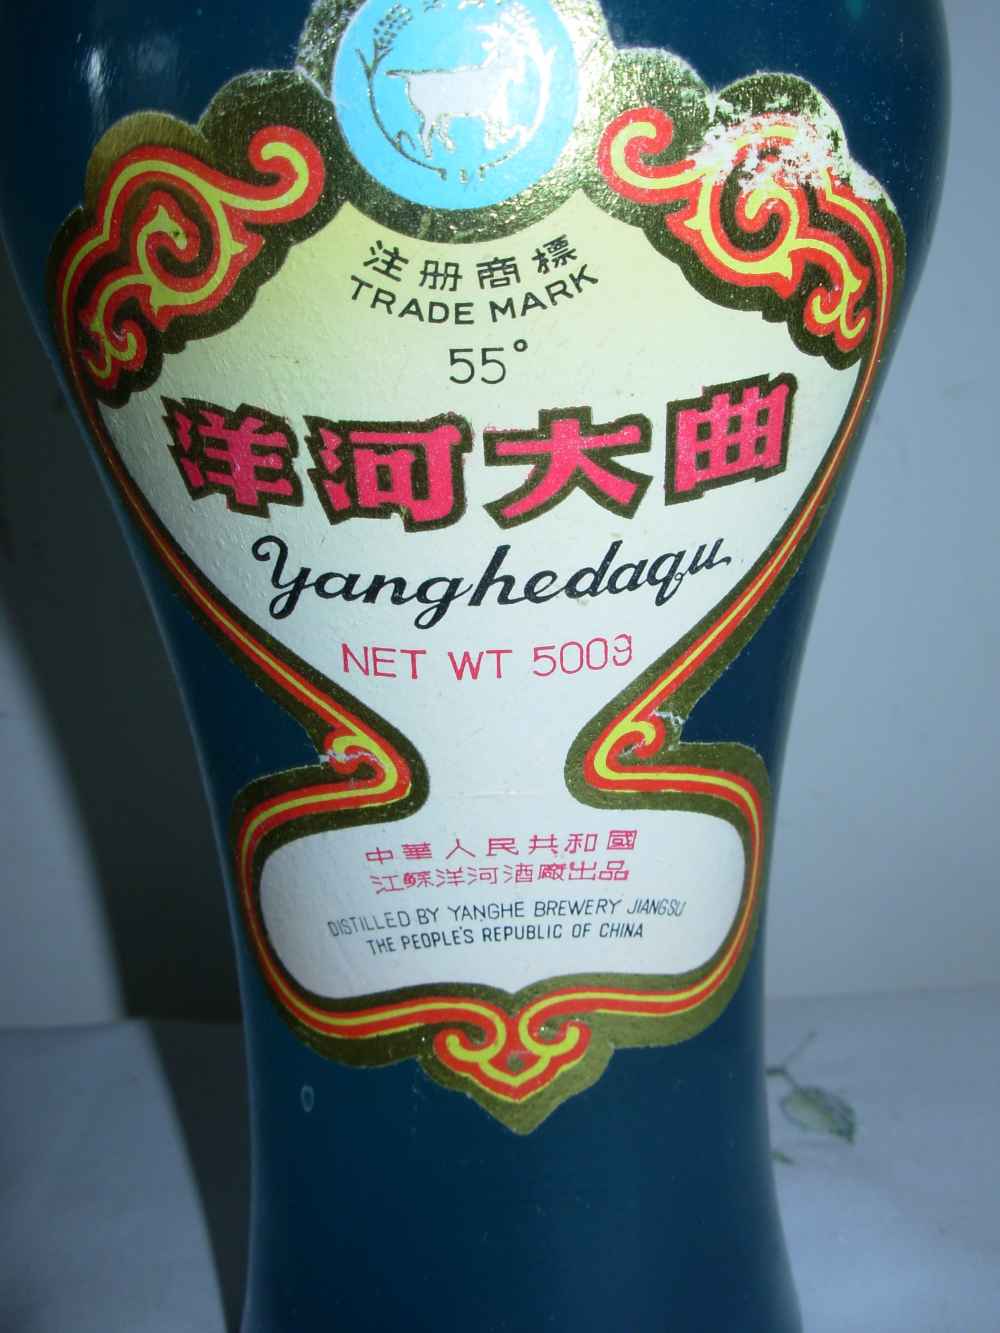 注册商標
TRADE MARK
55°
洋河大曲
Yanghedaqu
NET WT 500g
中華人民共和國
江蘇洋河酒廠出品
DISTILLED BY YANGHE BREWERY JIANGSU
THE PEOPLE'S REPUBLIC OF CHINA